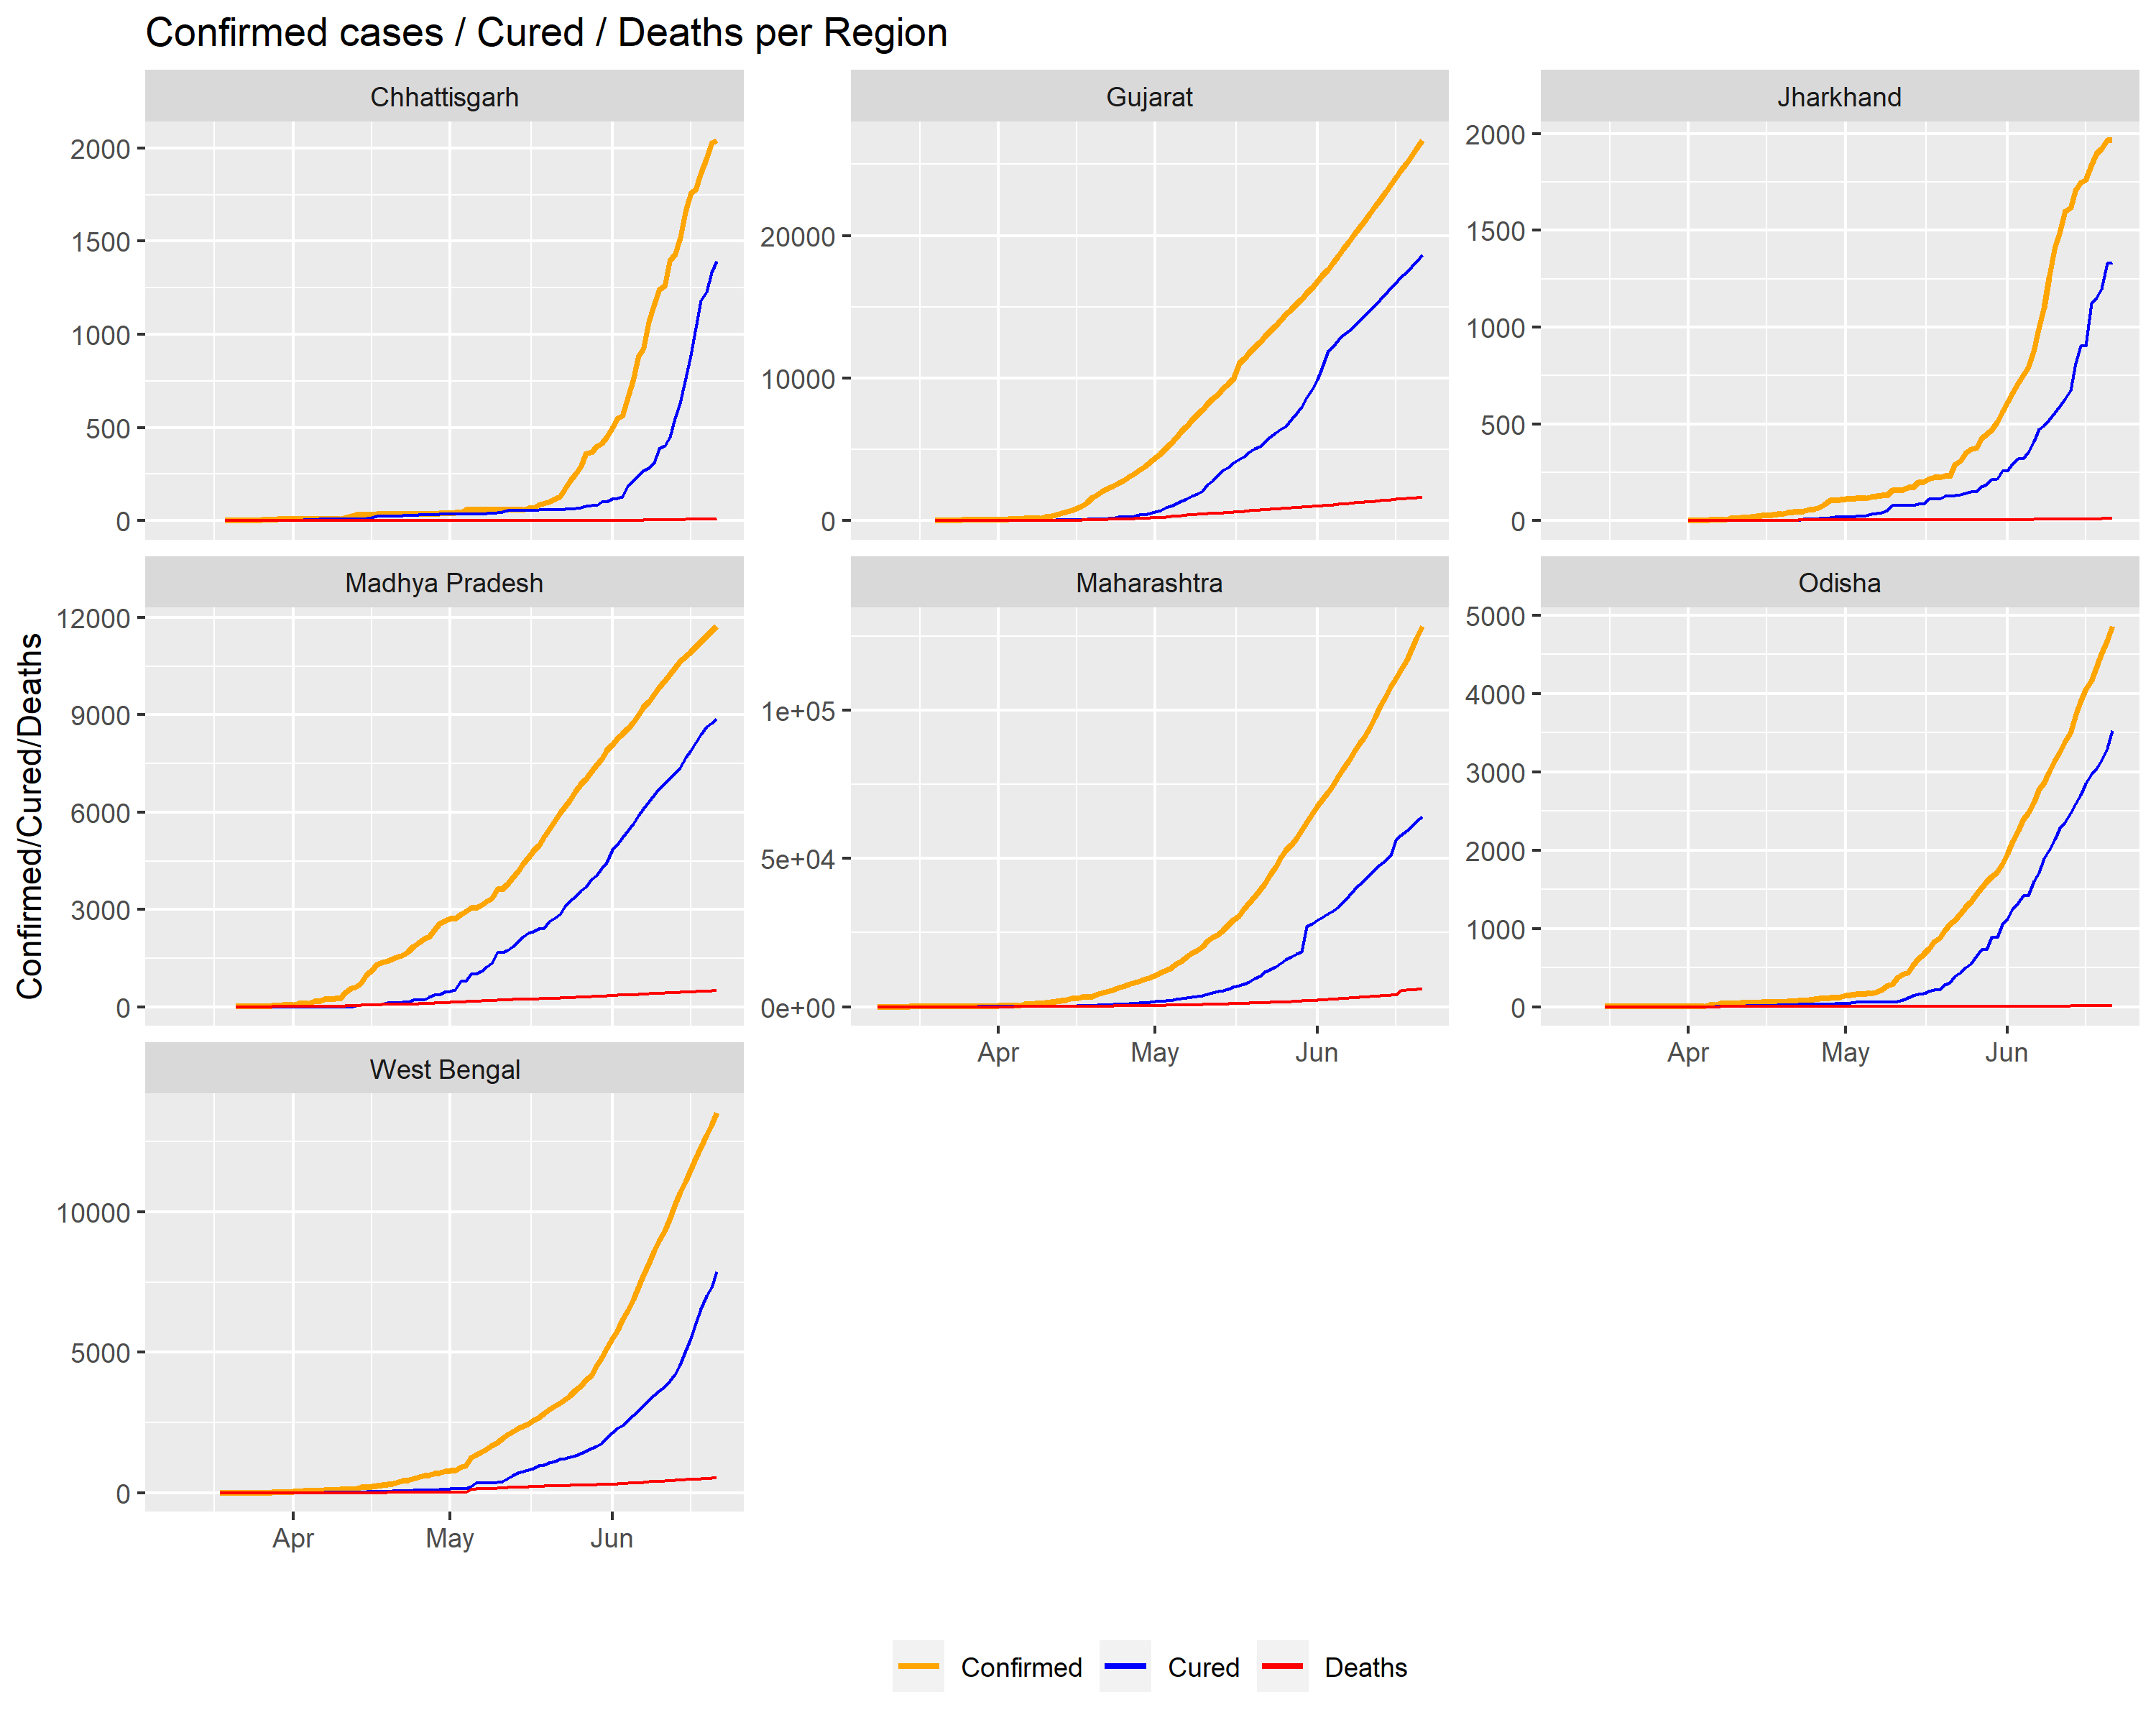 Confirmed cases / Cured / Deaths per Region
Chhattisgarh
Gujarat
Jharkhand
2000
1500
1000
500
0
20000
10000
0
2000
1500
1000
500
0
Madhya Pradesh
Maharashtra
Odisha
12000
9000
6000
3000
0
1e+05
5e+04
0e+00
5000
4000
3000
2000
1000
0
Apr May Jun
Apr May Jun
West Bengal
10000
5000
0
Apr May Jun
Confirmed/Cured/Deaths
Confirmed Cured Deaths